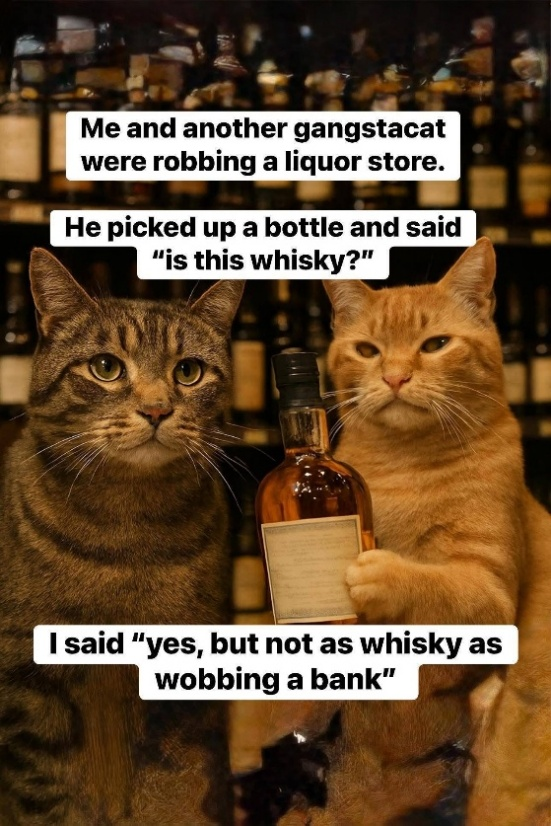 Me and another gangstacat
were robbing a liquor store.
He picked up a bottle and said
“is this whisky?”
I said “yes, but not as whisky as
wobbing a bank”